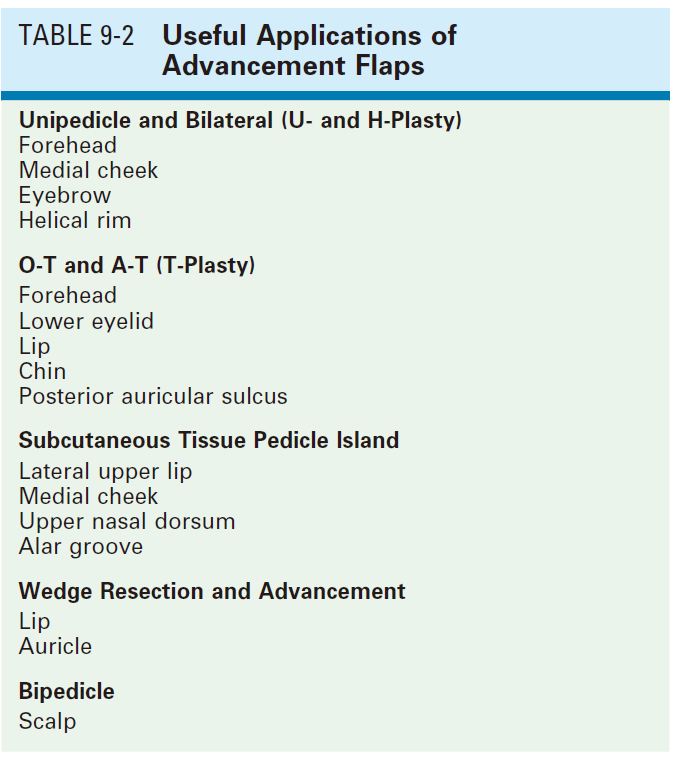 TABLE 9-2 Useful Applications of
Advancement Flaps
Unipedicle and Bilateral (U- and H-Plasty)
Forehead
Medial cheek
Eyebrow
Helical rim
O-T and A-T (T-Plasty)
Forehead
Lower eyelid
Lip
Chin
Posterior auricular sulcus
Subcutaneous Tissue Pedicle Island
Lateral upper lip
Medial cheek
Upper nasal dorsum
Alar groove
Wedge Resection and Advancement
Lip
Auricle
Bipedicle
Scalp